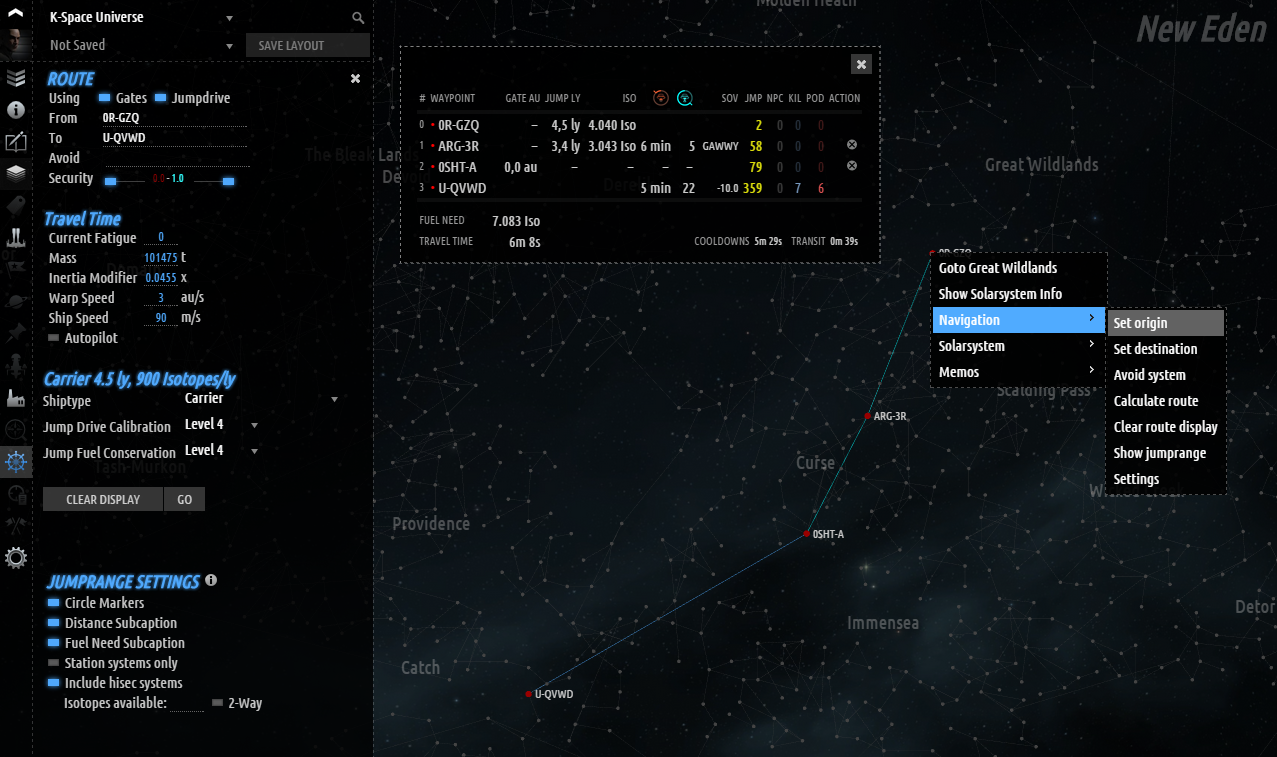 K-Space Universe
Not Saved
SAVE LAYOUT
ROUTE
Using Gates Jumpdrive
From 0R-GZQ
To U-QVWD
Avoid
Security 0.0 - 1.0
Travel Time
Current Fatigue 0
Mass 101475 t
Inertia Modifier 0.0455 x
Warp Speed 3 au/s
Ship Speed 90 m/s
Autopilot
Carrier 4.5 ly, 900 Isotopes/ly
Shiptype Carrier
Jump Drive Calibration Level 4
Jump Fuel Conservation Level 4
Tash-Murkon
CLEAR DISPLAY GO
JUMPRANGE SETTINGS
Circle Markers
Distance Subcaption
Fuel Need Subcaption
Station systems only
Include hisec systems
Isotopes available: 2-Way
Molden Heath
New Eden
# WAYPOINT GATE AU JUMP LY ISO SOV JMP NPC KIL POD ACTION
0 • 0R-GZQ – 4,5 ly 4.040 Iso 2 0 0 0
1 • ARG-3R – 3,4 ly 3.043 Iso 6 min 5 GAWWY 58 0 0 0
2 • 0SHT-A 0,0 au – – – – 79 0 0 0
3 • U-QVWD 5 min 22 -10.0 359 0 7 6
FUEL NEED 7.083 Iso
TRAVEL TIME 6m 8s COOLDOWNS 5m 29s TRANSIT 0m 39s
The Bleak Lands
Great Wildlands
0R-GZQ
Goto Great Wildlands
Show Solarsystem Info
Navigation
Solarsystem
Memos
Set origin
Set destination
Avoid system
Calculate route
Clear route display
Show jumprange
Settings
Scalding Pass
ARG-3R
Curse
Providence
0SHT-A
Immensea
Detor
Catch
U-QVWD